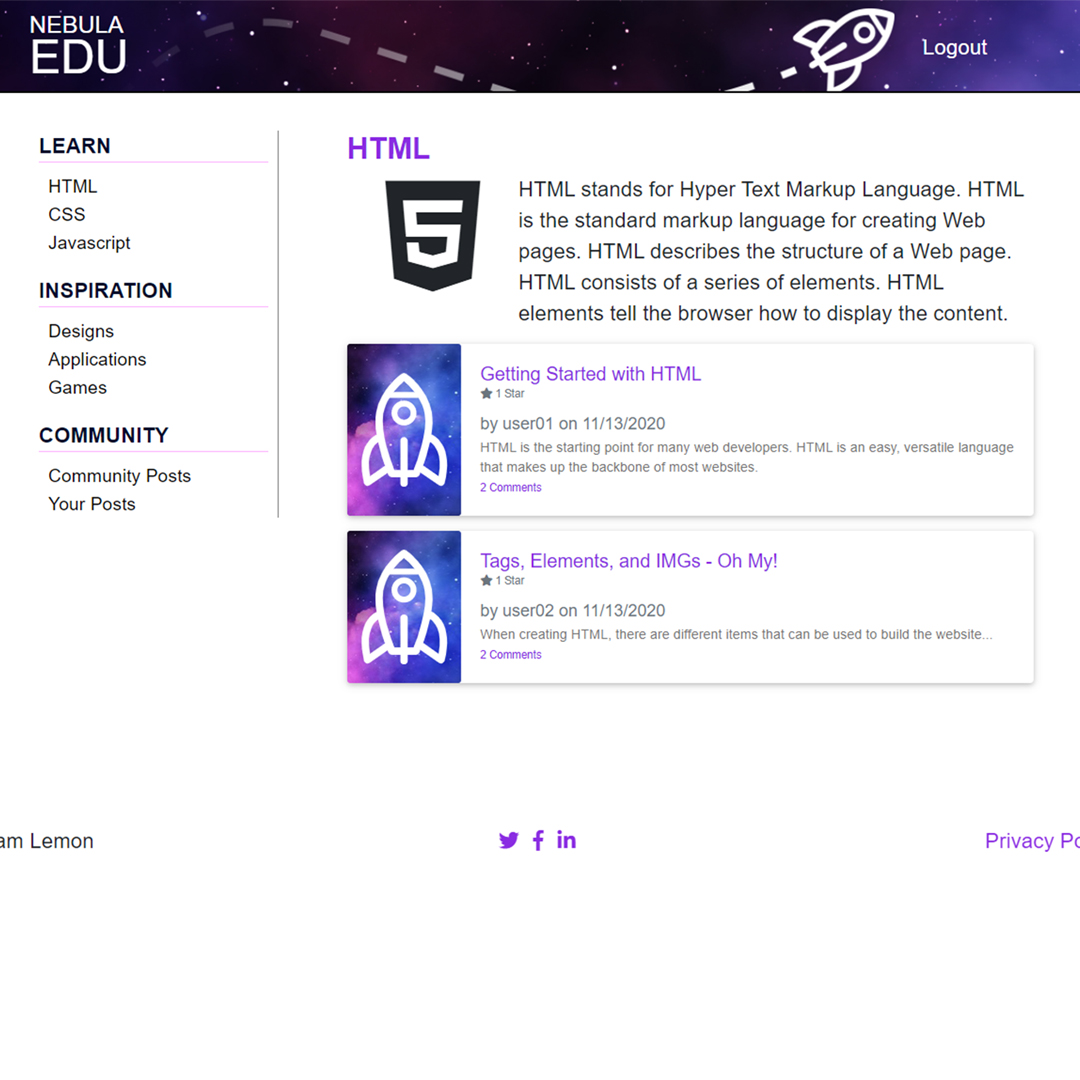 NEBULA
EDU
Logout
LEARN
HTML
CSS
Javascript
INSPIRATION
Designs
Applications
Games
COMMUNITY
Community Posts
Your Posts
HTML
5
HTML stands for Hyper Text Markup Language. HTML
is the standard markup language for creating Web
pages. HTML describes the structure of a Web page.
HTML consists of a series of elements. HTML
elements tell the browser how to display the content.
Getting Started with HTML
1 Star
by user01 on 11/13/2020
HTML is the starting point for many web developers. HTML is an easy, versatile language
that makes up the backbone of most websites.
2 Comments
Tags, Elements, and IMGs - Oh My!
1 Star
by user02 on 11/13/2020
When creating HTML, there are different items that can be used to build the website...
2 Comments
am Lemon
Privacy Po